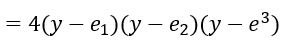 = 4(y − e₁)(y − e₂)(y − e³)